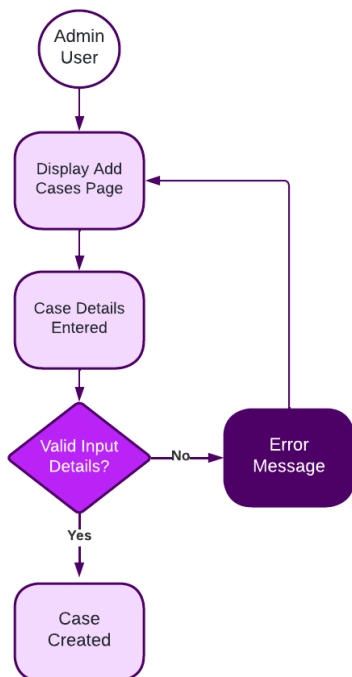 Admin
User
Display Add
Cases Page
Case Details
Entered
Valid Input
Details?
No
Error
Message
Yes
Case
Created